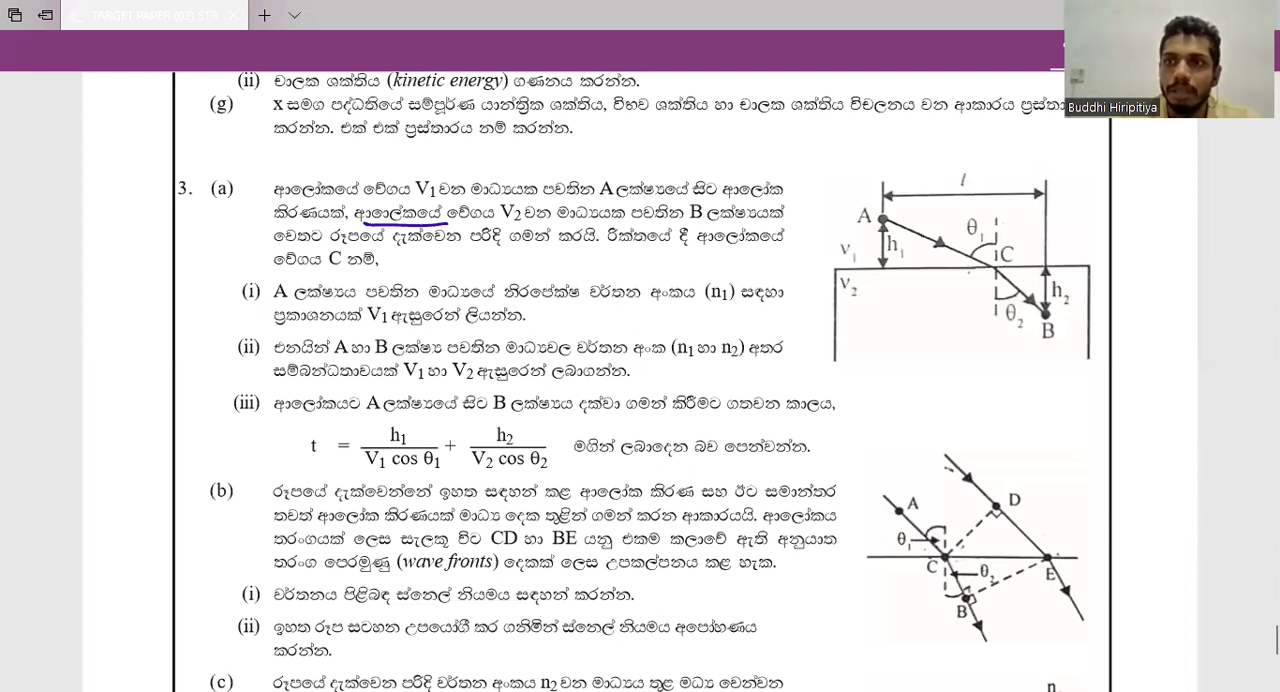 TARGET PAPER (02) STR
Buddhi Hiripitiya
(ii) චාලක ශක්තිය (kinetic energy) ගණනය කරන්න.
(g) x සමග පද්ධතියේ සම්පූර්ණ යාන්ත්‍රික ශක්තිය, විභව ශක්තිය හා චාලක ශක්තිය විචලනය වන ආකාරය
කරන්න. එක් එක් ප්‍රස්තාරය නම් කරන්න.
3. (a) ආලෝකයේ වේගය V1 වන මාධ්‍යයක පවතින A ලක්ෂ්‍යයේ සිට ආලෝක
කිරණයක්, ආලේාකයේ වේගය V2 වන මාධ්‍යයක පවතින B ලක්ෂ්‍යයක්
වෙතට රූපයේ දැක්වෙන පරිදි ගමන් කරයි. රික්තයේ දී ආලෝකයේ
වේගය C නම්,
(i) A ලක්ෂ්‍යය පවතින මාධ්‍යයේ නිරපේක්ෂ වර්තන අංකය (n1) සඳහා
ප්‍රකාශනයක් V1 ඇසුරෙන් ලියන්න.
(ii) එනයින් A හා B ලක්ෂ්‍ය පවතින මාධ්‍යවල වර්තන අංක (n1 හා n2) අතර
සම්බන්ධතාවයක් V1 හා V2 ඇසුරෙන් ලබාගන්න.
(iii) ආලෝකයට A ලක්ෂ්‍යයේ සිට B ලක්ෂ්‍යය දක්වා ගමන් කිරීමට ගතවන කාලය,
t = h1 / V1 cos θ1 + h2 / V2 cos θ2 මගින් ලබාදෙන බව පෙන්වන්න.
l
A
θ1
h1
C
v1
v2
h2
θ2
B
(b) රූපයේ දැක්වෙන්නේ ඉහත සඳහන් කළ ආලෝක කිරණ සහ ඊට සමාන්තර
තවත් ආලෝක කිරණයක් මාධ්‍ය දෙක තුළින් ගමන් කරන ආකාරයයි. ආලෝකය
තරංගයක් ලෙස සැලකූ විට CD හා BE යනු එකම කලාවේ ඇති අනුයාත
තරංග පෙරමුණු (wave fronts) දෙකක් ලෙස උපකල්පනය කළ හැක.
(i) වර්තනය පිළිබඳ ස්නෙල් නියමය සඳහන් කරන්න.
(ii) ඉහත රූප සටහන උපයෝගී කර ගනිමින් ස්නෙල් නියමය අපෝහණය
කරන්න.
A
D
θ1
C
θ2
E
B
(c) රූපයේ දැක්වෙන පරිදි වර්තන අංකය n2 වන මාධ්‍යය තුළ මධ්‍ය වෙන්වන
n